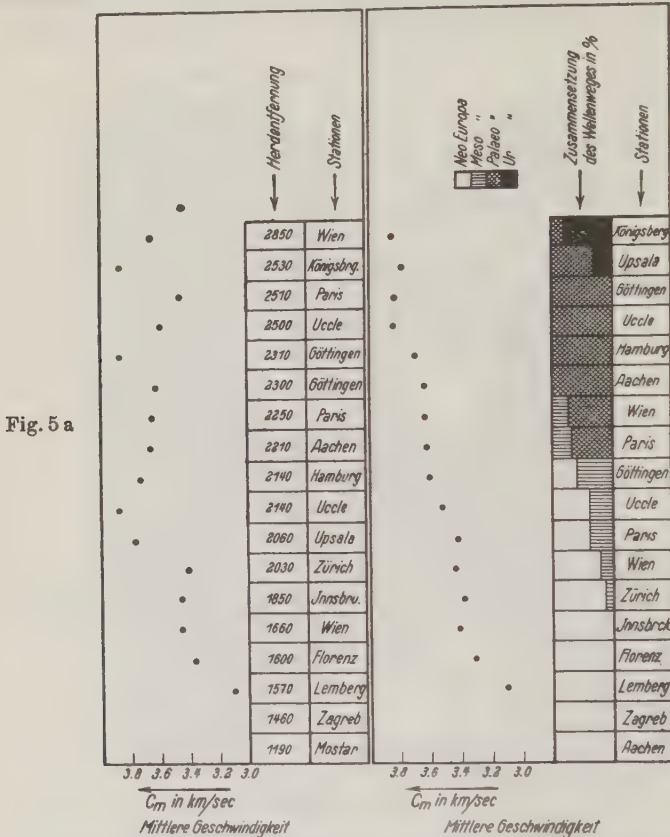 Fig. 5 a
Herdentfernung
Stationen
2850 Wien
2530 Königsbrg.
2510 Paris
2500 Uccle
2310 Göttingen
2300 Göttingen
2250 Paris
2210 Aachen
2140 Hamburg
2140 Uccle
2060 Upsala
2030 Zürich
1850 Jnnsbru.
1660 Wien
1600 Florenz
1570 Lemberg
1460 Zagreb
1190 Mostar
3.8 3.6 3.4 3.2 3.0
Cm in km/sec
Mittlere Geschwindigkeit
Neo Europa
Meso "
Palaeo "
Ur "
Zusammensetzung
des Wellenweges in %
Stationen
Königsberg
Upsala
Göttingen
Uccle
Hamburg
Aachen
Wien
Paris
Göttingen
Uccle
Paris
Wien
Zürich
Jnnsbrck
Florenz
Lemberg
Zagreb
Aachen
3.8 3.6 3.4 3.2 3.0
Cm in km/sec
Mittlere Geschwindigkeit